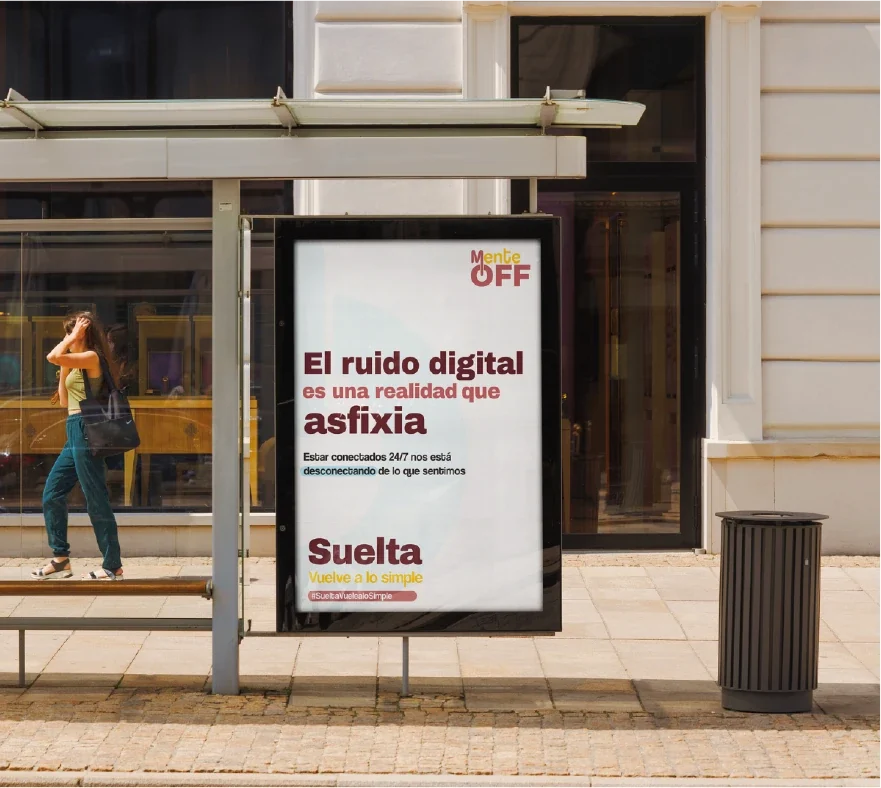 Mente
OFF
El ruido digital
es una realidad que
asfixia
Estar conectados 24/7 nos está
desconectando de lo que sentimos
Suelta
Vuelve a lo simple
#SueltaVuelcaloSimple